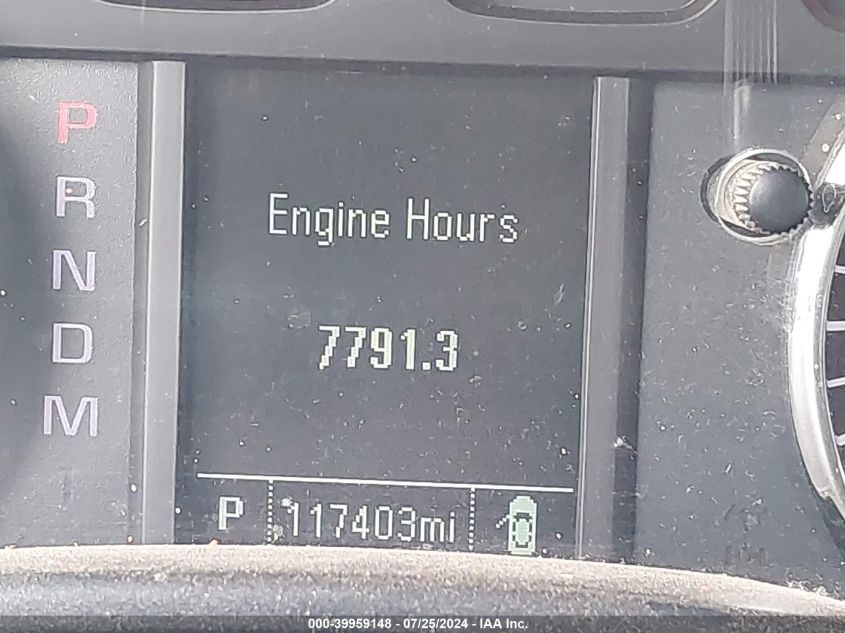 P
R
N
D
M
Engine Hours
7791.3
P 117403mi
000-39959148 - 07/25/2024 - IAA Inc.